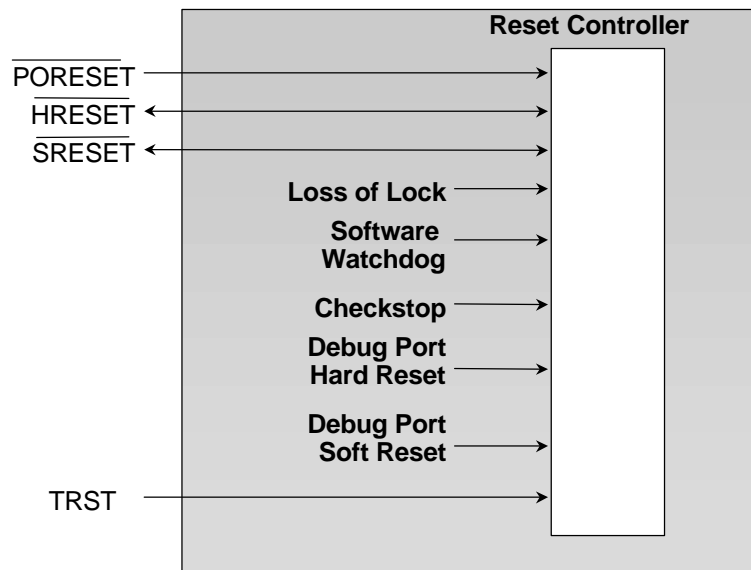 Reset Controller
PORESET
HRESET
SRESET
Loss of Lock
Software
Watchdog
Checkstop
Debug Port
Hard Reset
Debug Port
Soft Reset
TRST